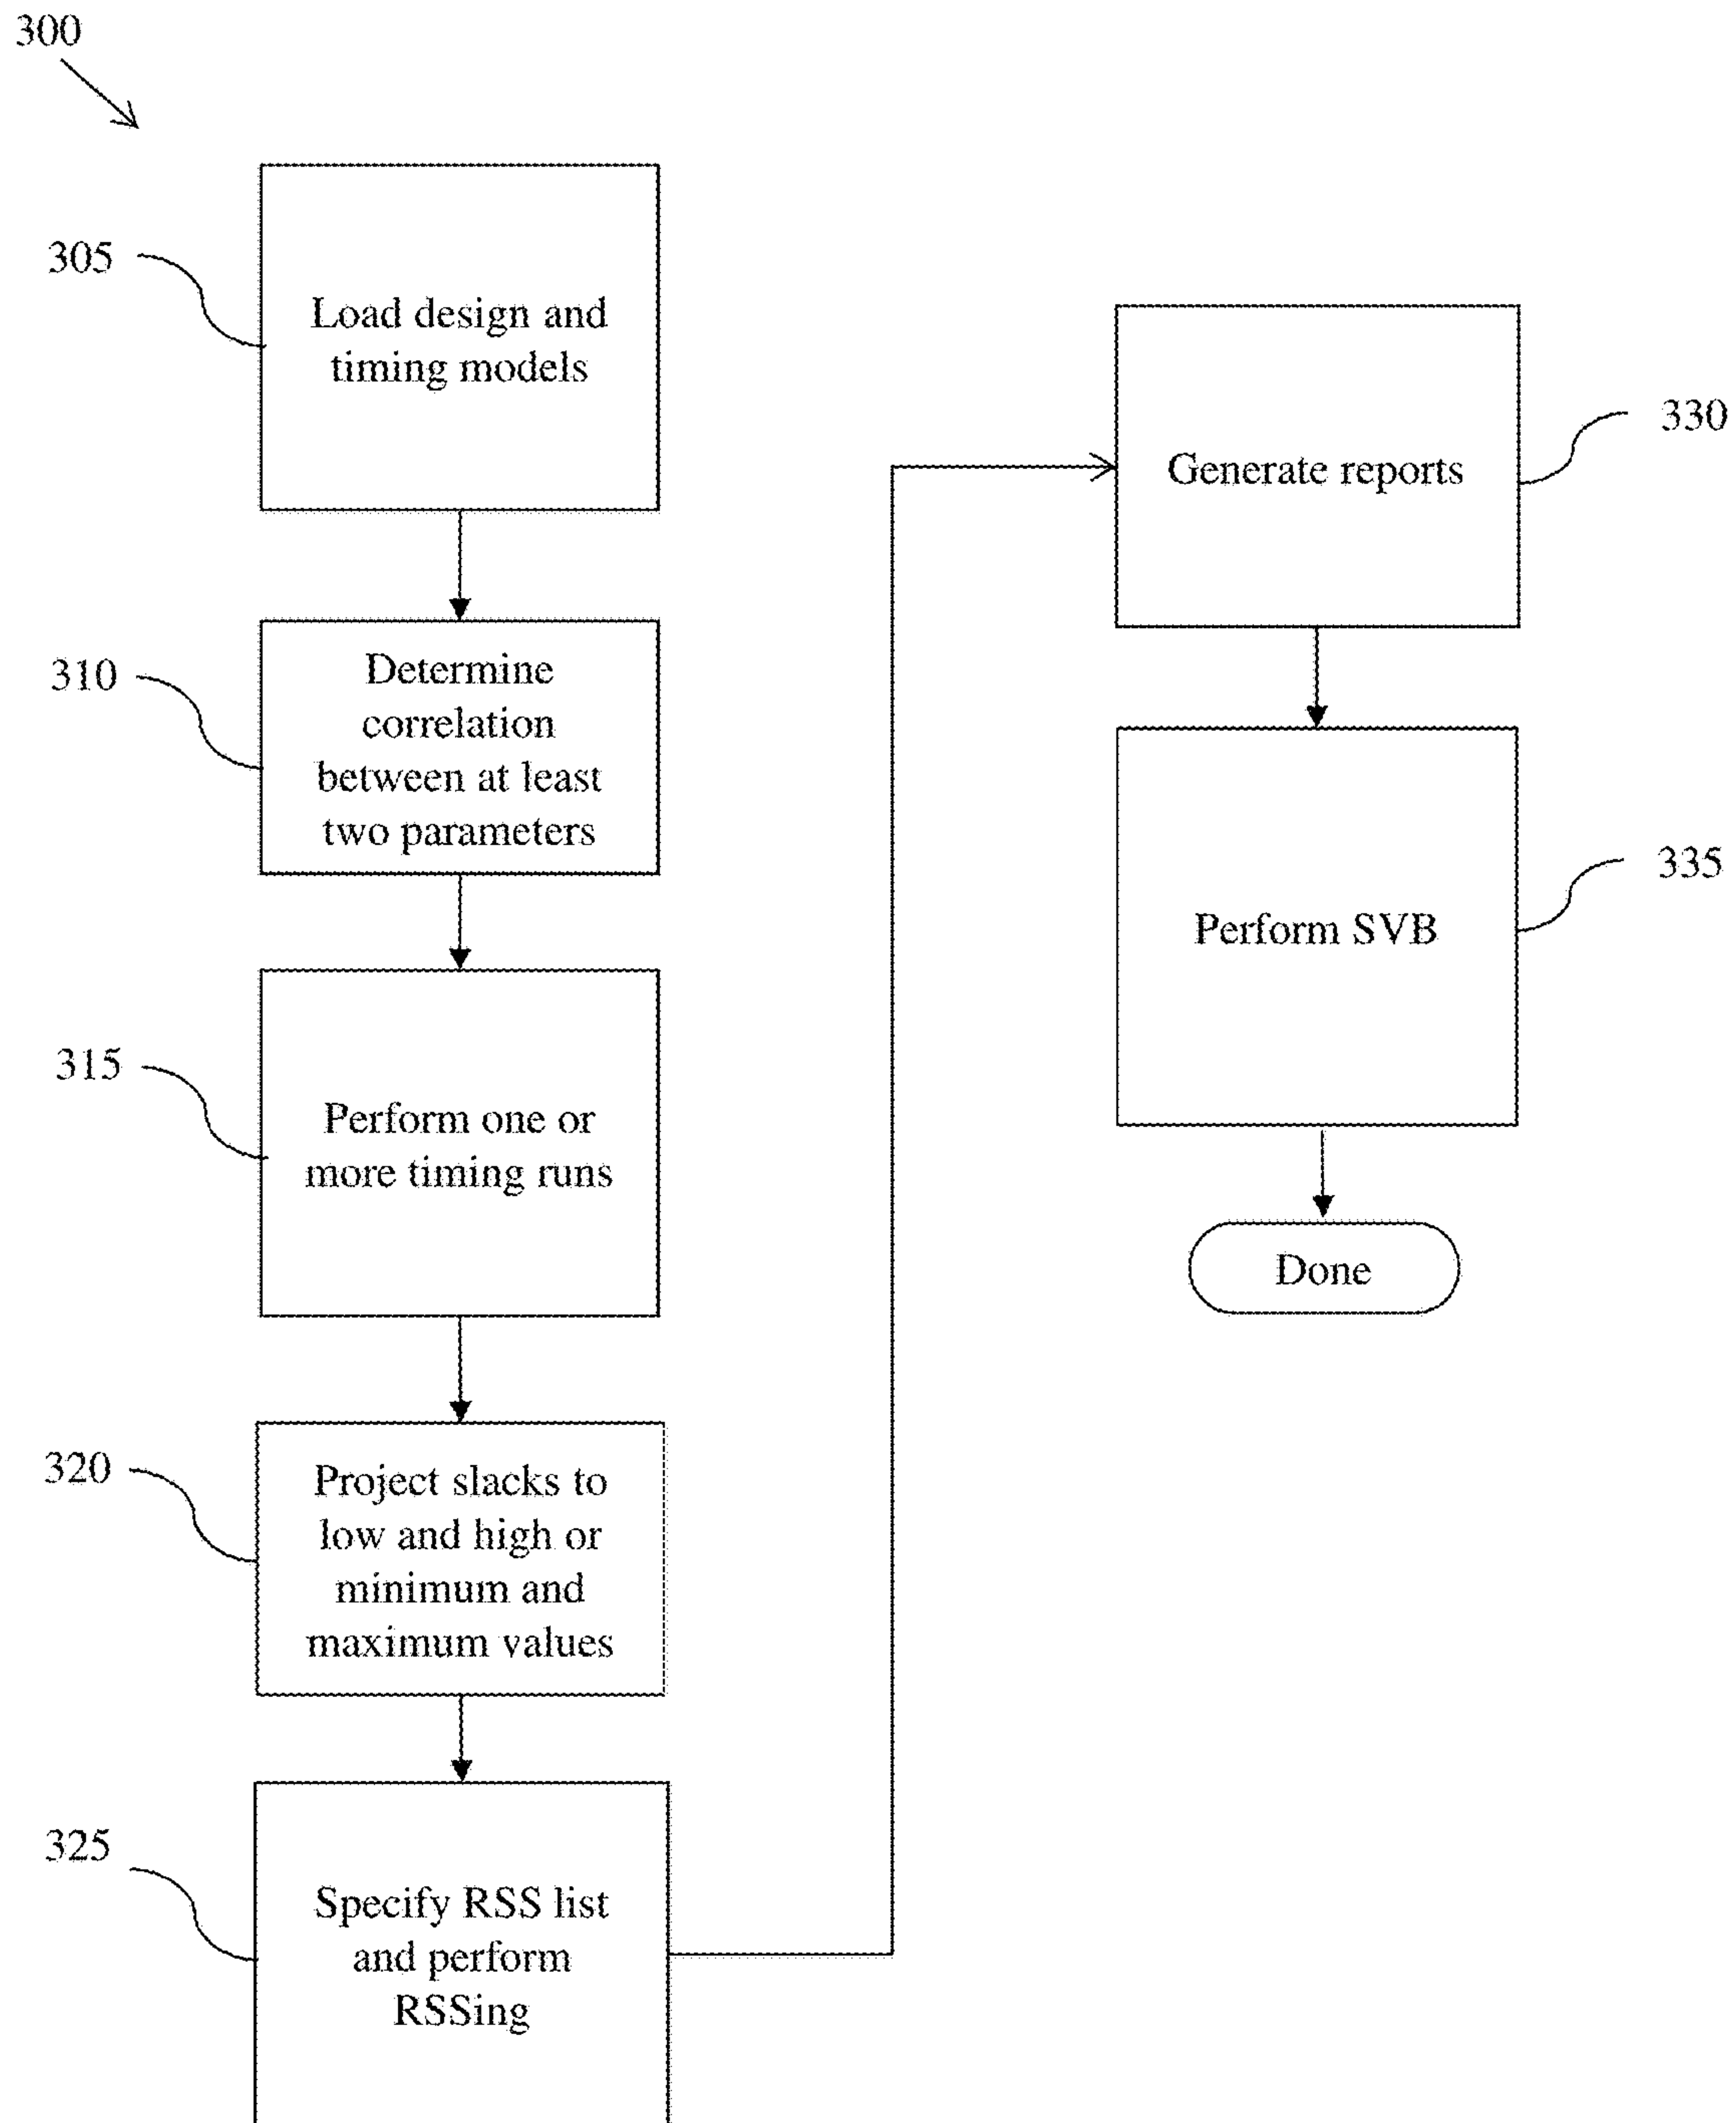 300
305
Load design and
timing models
310
Determine
correlation
between at least
two parameters
315
Perform one or
more timing runs
320
Project slacks to
low and high or
minimum and
maximum values
325
Specify RSS list
and perform
RSSing
330
Generate reports
335
Perform SVB
Done